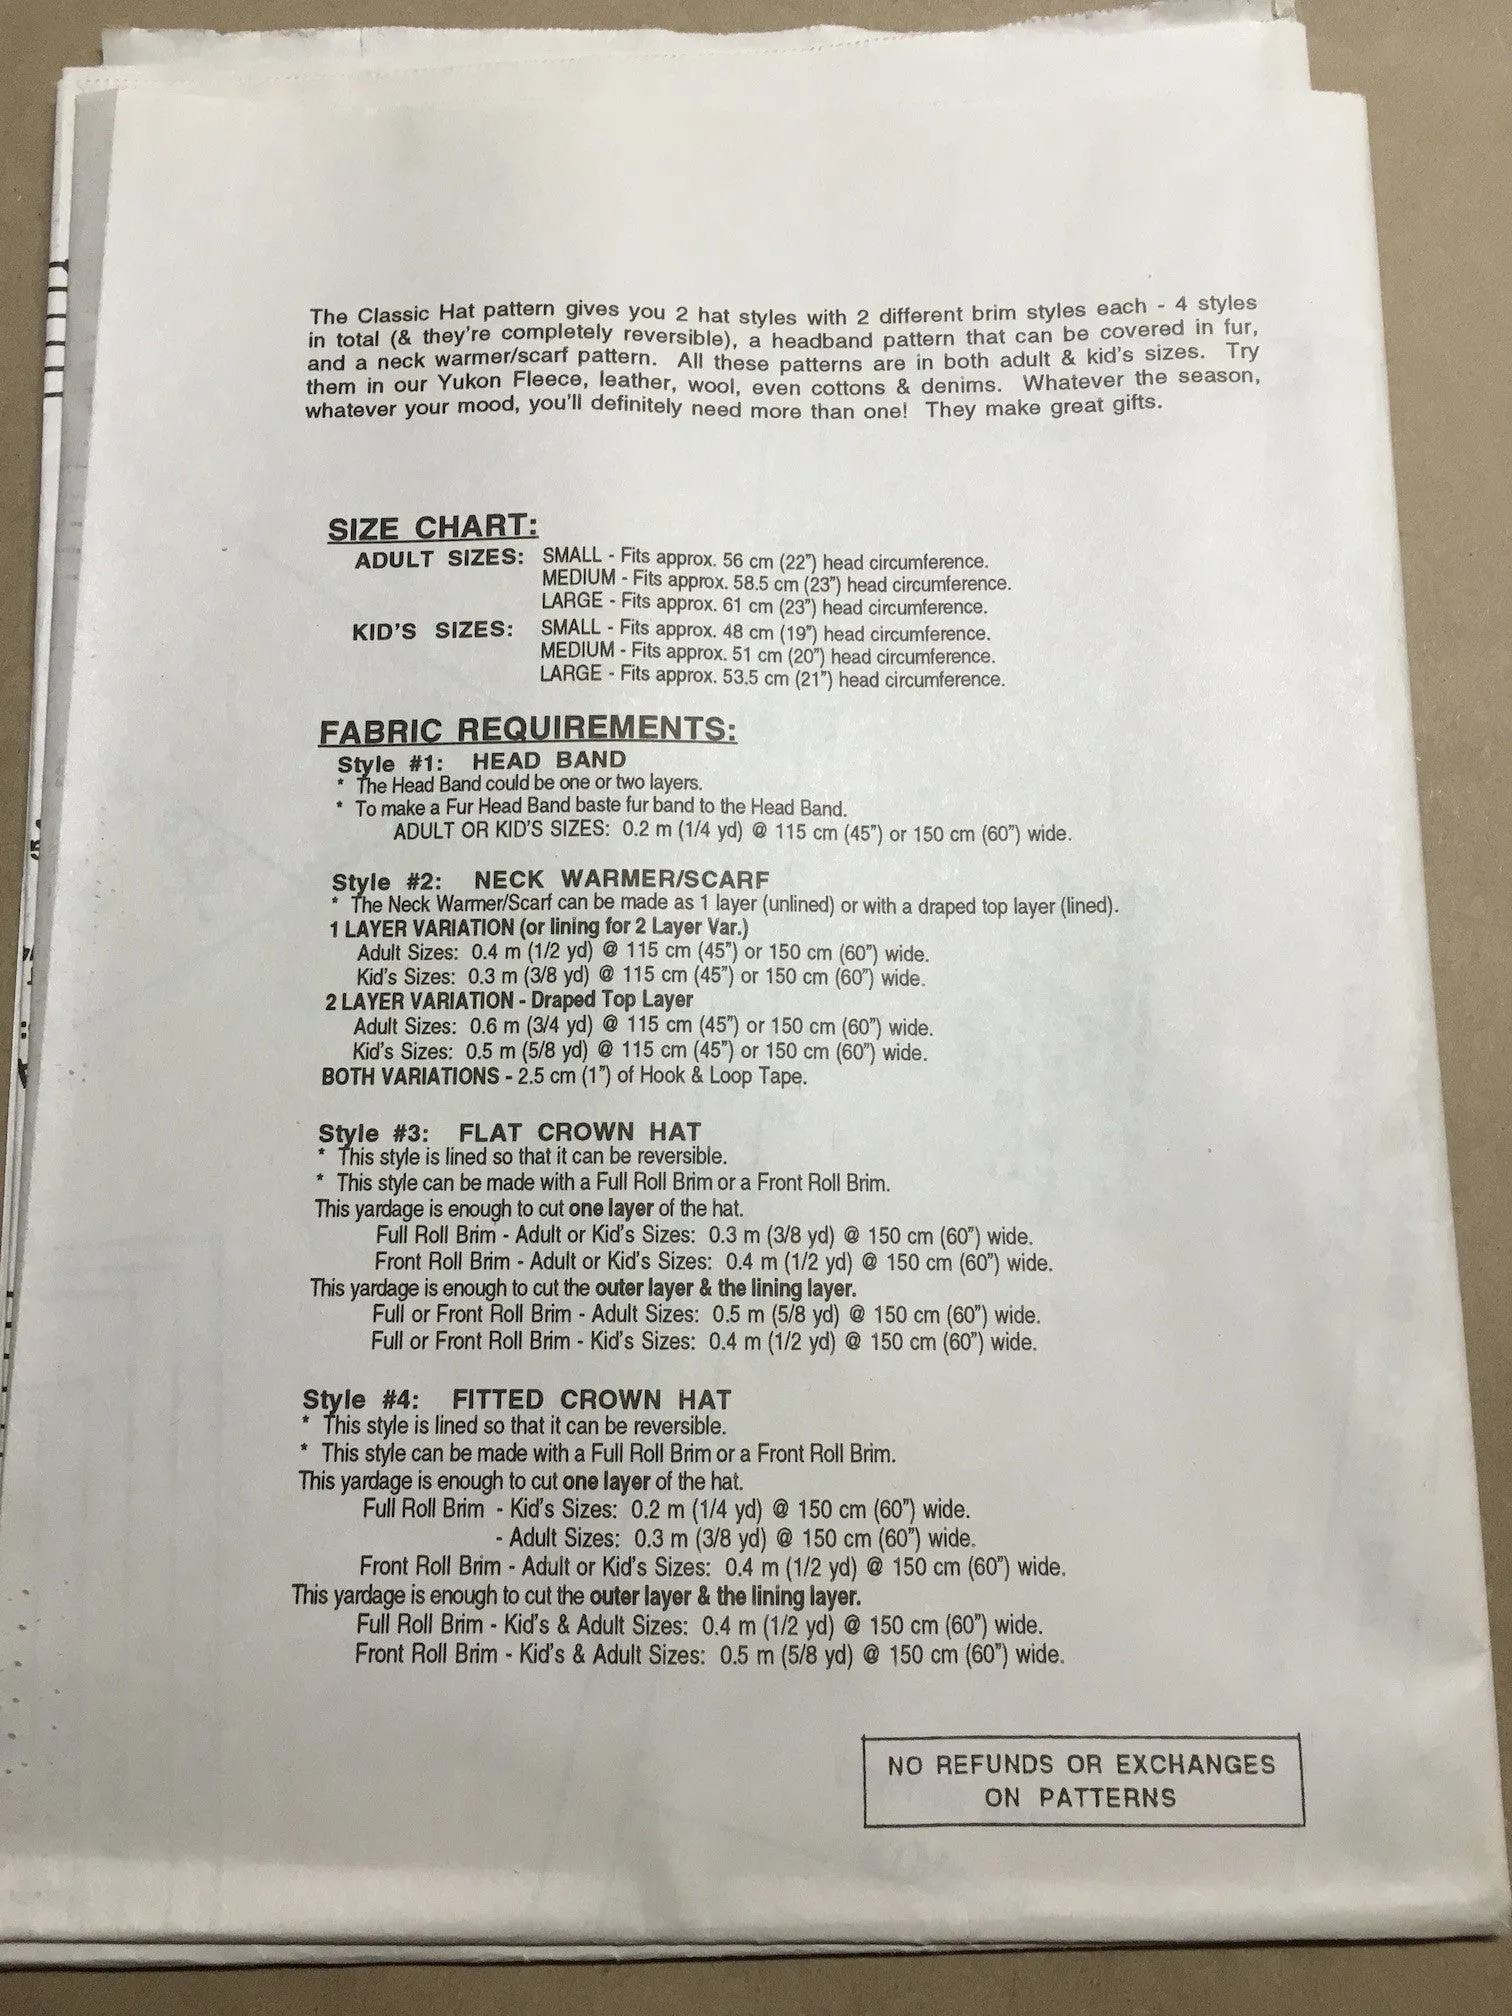 The Classic Hat pattern gives you 2 hat styles with 2 different brim styles each - 4 styles
in total (& they're completely reversible), a headband pattern that can be covered in fur,
and a neck warmer/scarf pattern. All these patterns are in both adult & kid's sizes. Try
them in our Yukon Fleece, leather, wool, even cottons & denims. Whatever the season,
whatever your mood, you'll definitely need more than one! They make great gifts.
SIZE CHART:
ADULT SIZES: SMALL - Fits approx. 56 cm (22") head circumference.
MEDIUM - Fits approx. 58.5 cm (23") head circumference.
LARGE - Fits approx. 61 cm (23") head circumference.
KID'S SIZES: SMALL - Fits approx. 48 cm (19") head circumference.
MEDIUM - Fits approx. 51 cm (20") head circumference.
LARGE - Fits approx. 53.5 cm (21") head circumference.
FABRIC REQUIREMENTS:
Style #1: HEAD BAND
* The Head Band could be one or two layers.
* To make a Fur Head Band baste fur band to the Head Band.
ADULT OR KID'S SIZES: 0.2 m (1/4 yd) @ 115 cm (45") or 150 cm (60") wide.
Style #2: NECK WARMER/SCARF
* The Neck Warmer/Scarf can be made as 1 layer (unlined) or with a draped top layer (lined).
1 LAYER VARIATION (or lining for 2 Layer Var.)
Adult Sizes: 0.4 m (1/2 yd) @ 115 cm (45") or 150 cm (60") wide.
Kid's Sizes: 0.3 m (3/8 yd) @ 115 cm (45") or 150 cm (60") wide.
2 LAYER VARIATION - Draped Top Layer
Adult Sizes: 0.6 m (3/4 yd) @ 115 cm (45") or 150 cm (60") wide.
Kid's Sizes: 0.5 m (5/8 yd) @ 115 cm (45") or 150 cm (60") wide.
BOTH VARIATIONS - 2.5 cm (1") of Hook & Loop Tape.
Style #3: FLAT CROWN HAT
* This style is lined so that it can be reversible.
* This style can be made with a Full Roll Brim or a Front Roll Brim.
This yardage is enough to cut one layer of the hat.
Full Roll Brim - Adult or Kid's Sizes: 0.3 m (3/8 yd) @ 150 cm (60") wide.
Front Roll Brim - Adult or Kid's Sizes: 0.4 m (1/2 yd) @ 150 cm (60") wide.
This yardage is enough to cut the outer layer & the lining layer.
Full or Front Roll Brim - Adult Sizes: 0.5 m (5/8 yd) @ 150 cm (60") wide.
Full or Front Roll Brim - Kid's Sizes: 0.4 m (1/2 yd) @ 150 cm (60") wide.
Style #4: FITTED CROWN HAT
* This style is lined so that it can be reversible.
* This style can be made with a Full Roll Brim or a Front Roll Brim.
This yardage is enough to cut one layer of the hat.
Full Roll Brim - Kid's Sizes: 0.2 m (1/4 yd) @ 150 cm (60") wide.
- Adult Sizes: 0.3 m (3/8 yd) @ 150 cm (60") wide.
Front Roll Brim - Adult or Kid's Sizes: 0.4 m (1/2 yd) @ 150 cm (60") wide.
This yardage is enough to cut the outer layer & the lining layer.
Full Roll Brim - Kid's & Adult Sizes: 0.4 m (1/2 yd) @ 150 cm (60") wide.
Front Roll Brim - Kid's & Adult Sizes: 0.5 m (5/8 yd) @ 150 cm (60") wide.
NO REFUNDS OR EXCHANGES
ON PATTERNS